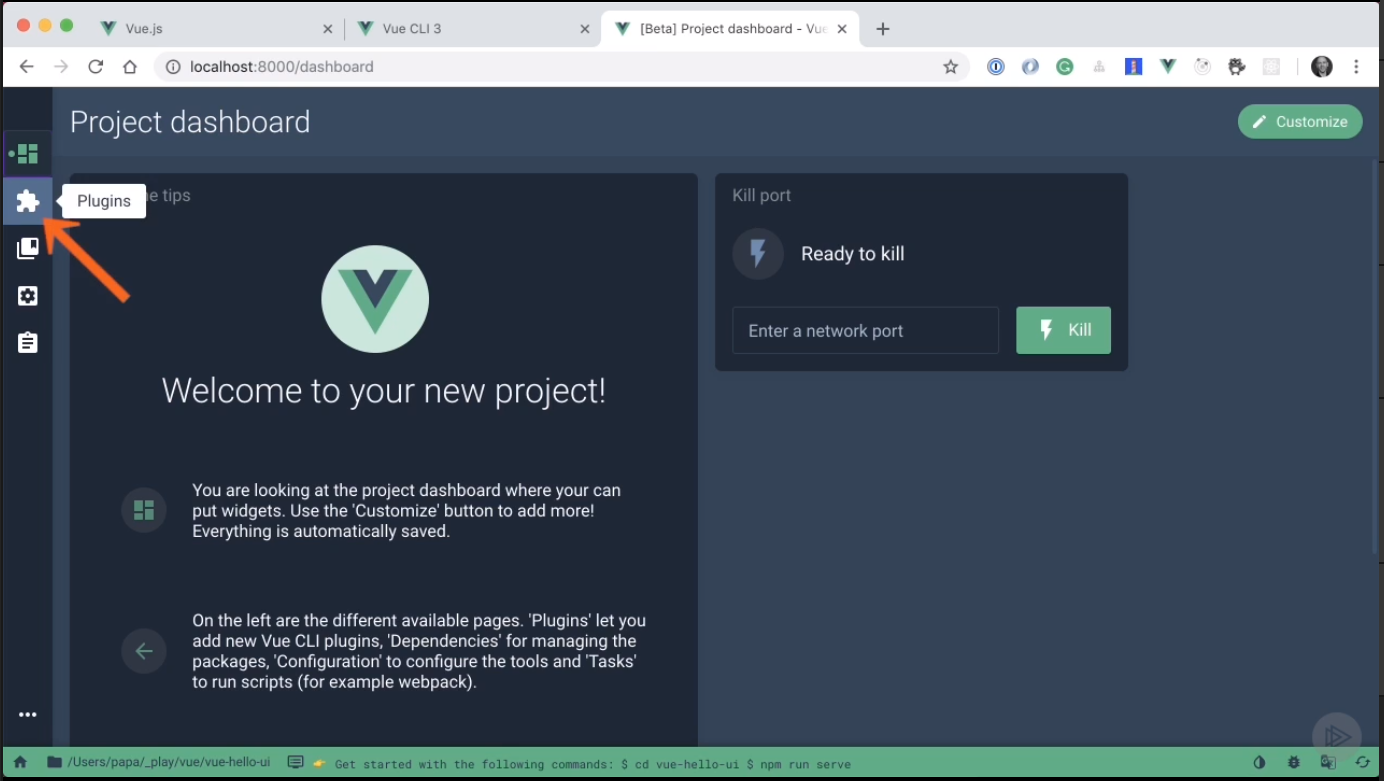 Vue.js
Vue CLI 3
[Beta] Project dashboard - Vue
localhost:8000/dashboard
Project dashboard
Customize
Plugins
tips
Kill port
Ready to kill
Enter a network port
Kill
Welcome to your new project!
You are looking at the project dashboard where your can
put widgets. Use the 'Customize' button to add more!
Everything is automatically saved.
On the left are the different available pages. 'Plugins' let you
add new Vue CLI plugins, 'Dependencies' for managing the
packages, 'Configuration' to configure the tools and 'Tasks'
to run scripts (for example webpack).
/Users/papa/_play/vue/vue-hello-ui
Get started with the following commands: $ cd vue-hello-ui $ npm run serve